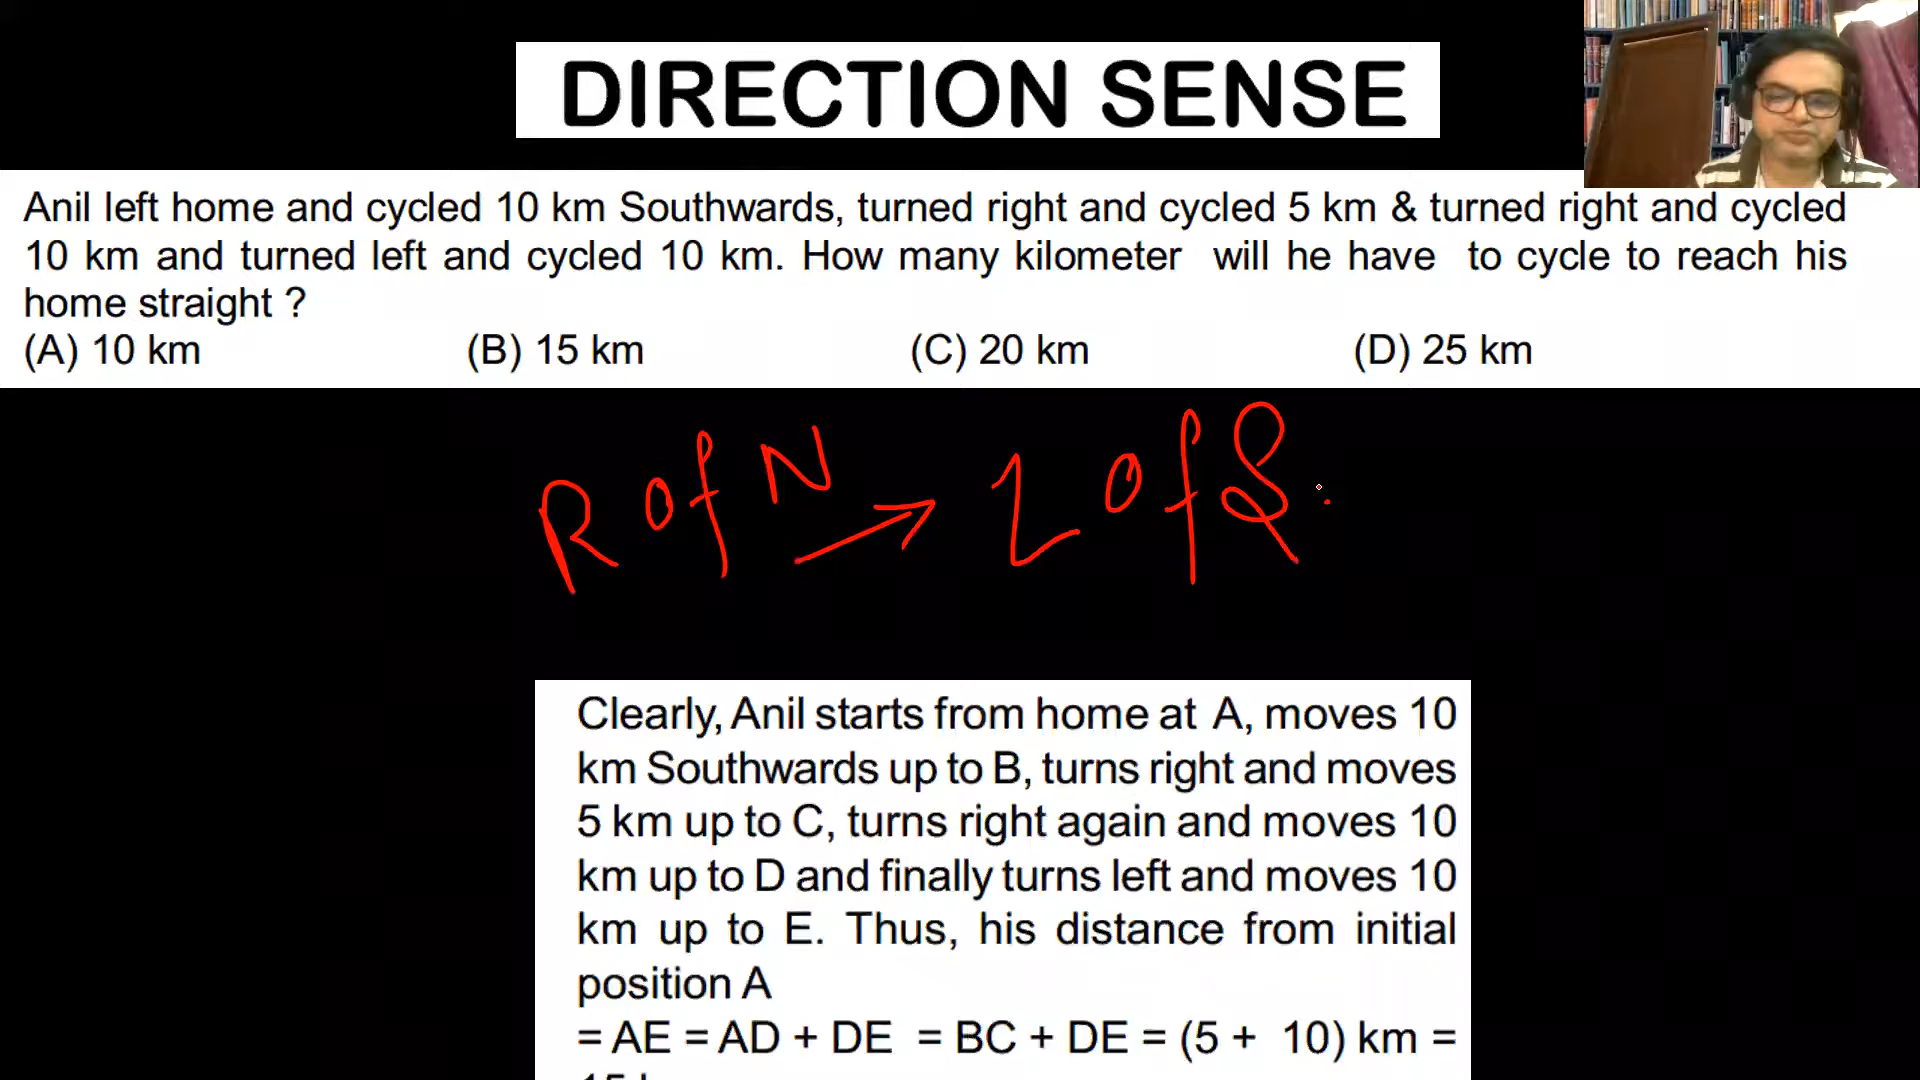 DIRECTION SENSE
Anil left home and cycled 10 km Southwards, turned right and cycled 5 km & turned right and cycled
10 km and turned left and cycled 10 km. How many kilometer will he have to cycle to reach his
home straight ?
(A) 10 km (B) 15 km (C) 20 km (D) 25 km
R of N → L of S
Clearly, Anil starts from home at A, moves 10
km Southwards up to B, turns right and moves
5 km up to C, turns right again and moves 10
km up to D and finally turns left and moves 10
km up to E. Thus, his distance from initial
position A
= AE = AD + DE = BC + DE = (5 + 10) km =